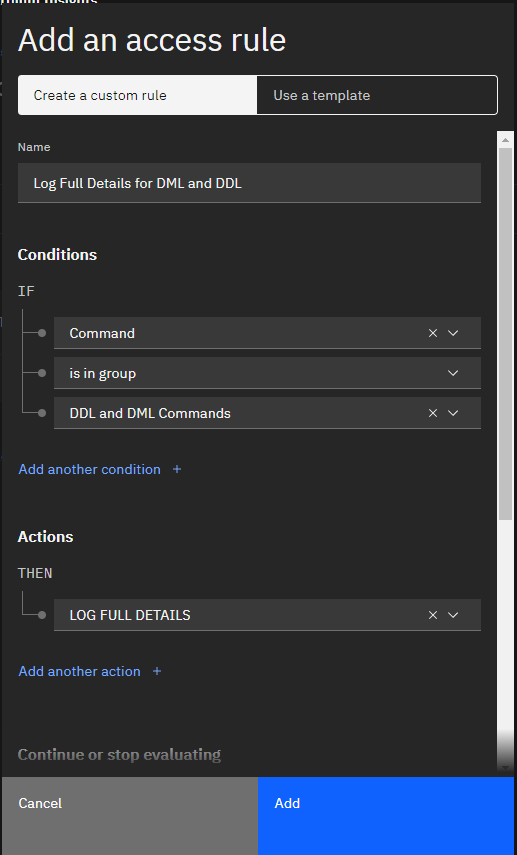 Add an access rule
Create a custom rule
Use a template
Name
Log Full Details for DML and DDL
Conditions
IF
Command
is in group
DDL and DML Commands
Add another condition +
Actions
THEN
LOG FULL DETAILS
Add another action +
Continue or stop evaluating
Cancel
Add